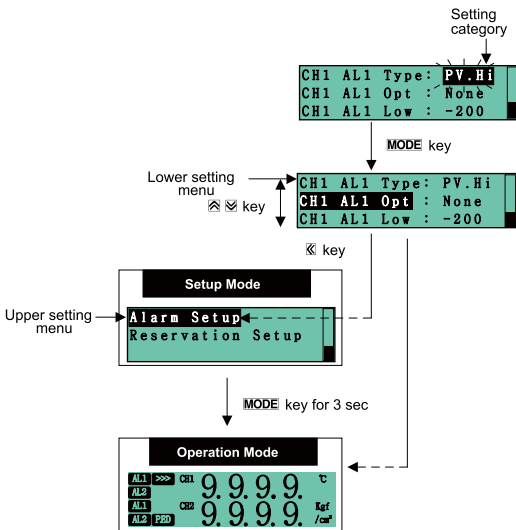 Setting
category
CH1 AL1 Type: PV.Hi
CH1 AL1 Opt : None
CH1 AL1 Low : -200
MODE key
Lower setting
menu
key
CH1 AL1 Type: PV.Hi
CH1 AL1 Opt : None
CH1 AL1 Low : -200
key
Setup Mode
Upper setting
menu
Alarm Setup
Reservation Setup
MODE key for 3 sec
Operation Mode
AL1 >>> CH1 9.9.9.9. ℃
AL2
AL1 CH2 9.9.9.9. Kgf
AL2 PED /cm²